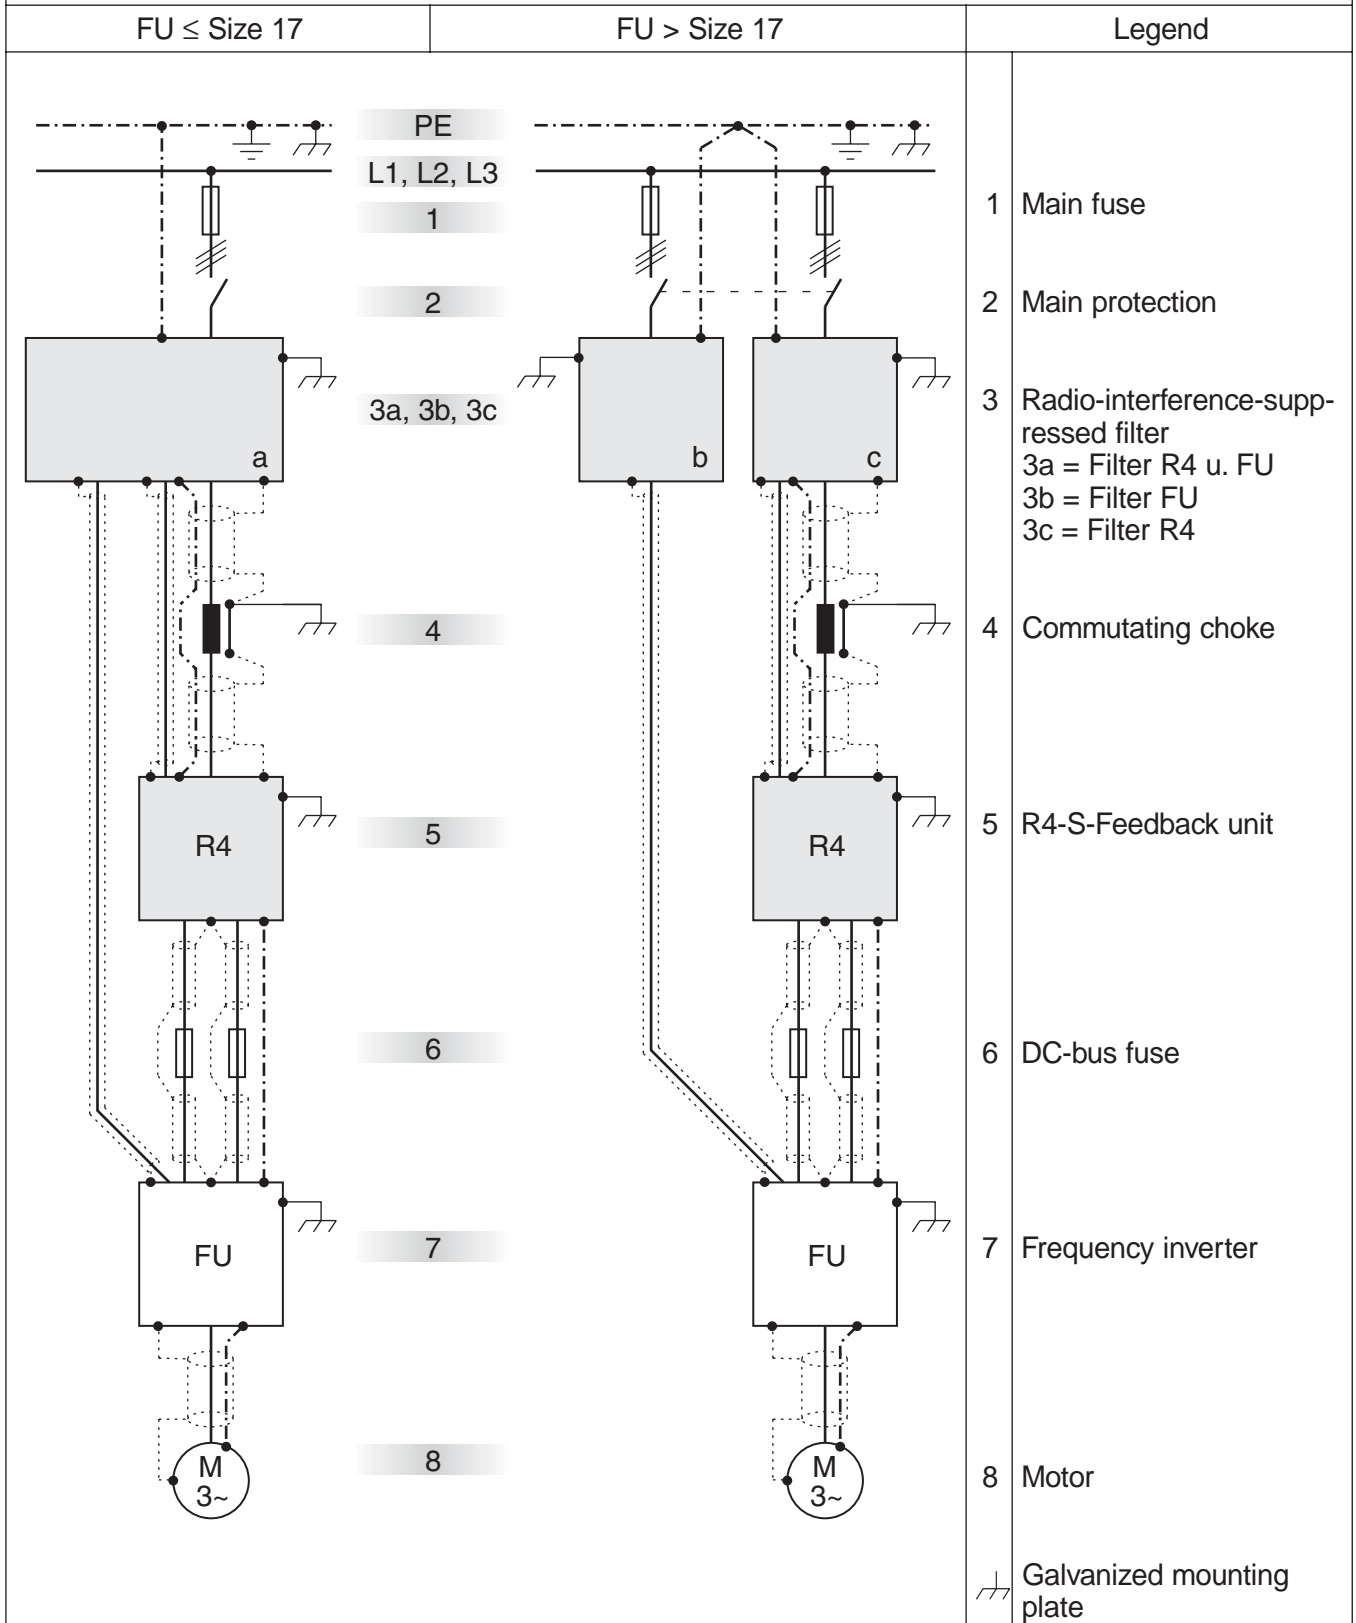 FU ≤ Size 17
FU > Size 17
Legend
PE
L1, L2, L3
1
1 Main fuse
2
2 Main protection
3a, 3b, 3c
a
b
c
3 Radio-interference-supp-
ressed filter
3a = Filter R4 u. FU
3b = Filter FU
3c = Filter R4
4
4 Commutating choke
R4
5
R4
5 R4-S-Feedback unit
6
6 DC-bus fuse
FU
7
FU
7 Frequency inverter
M
3~
8
M
3~
8 Motor
Galvanized mounting
plate